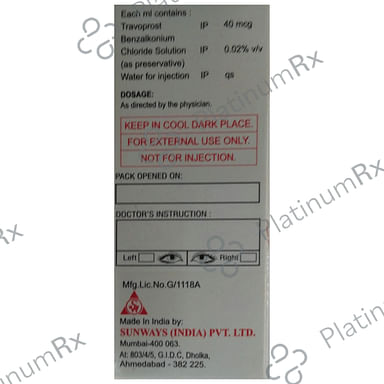 Each ml contains :
Travoprost IP 40 mcg
Benzalkonium
Chloride Solution IP 0.02% v/v
(as preservative)
Water for injection IP qs
DOSAGE:
As directed by the physician.
KEEP IN COOL DARK PLACE.
FOR EXTERNAL USE ONLY.
NOT FOR INJECTION.
PACK OPENED ON:
DOCTOR'S INSTRUCTION :
Left Right
Mfg.Lic.No.G/1118A
Made in India by:
SUNWAYS (INDIA) PVT. LTD.
Mumbai-400 063.
At: 803/4/5, G.I.D.C, Dholka,
Ahmedabad - 382 225.
PlatinumRx
PlatinumRx
PlatinumRx